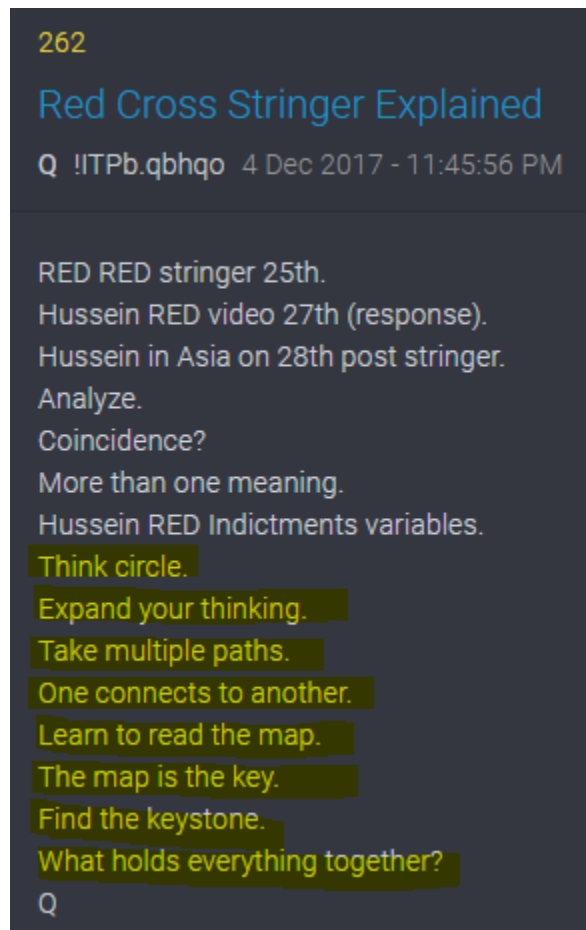 262
Red Cross Stringer Explained
Q !ITPb.qbhqo 4 Dec 2017 - 11:45:56 PM
RED RED stringer 25th.
Hussein RED video 27th (response).
Hussein in Asia on 28th post stringer.
Analyze.
Coincidence?
More than one meaning.
Hussein RED Indictments variables.
Think circle.
Expand your thinking.
Take multiple paths.
One connects to another.
Learn to read the map.
The map is the key.
Find the keystone.
What holds everything together?
Q